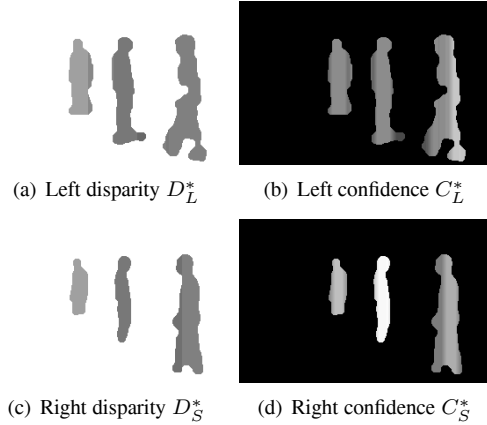 (a) Left disparity $D_L^*$
(b) Left confidence $C_L^*$
(c) Right disparity $D_S^*$
(d) Right confidence $C_S^*$